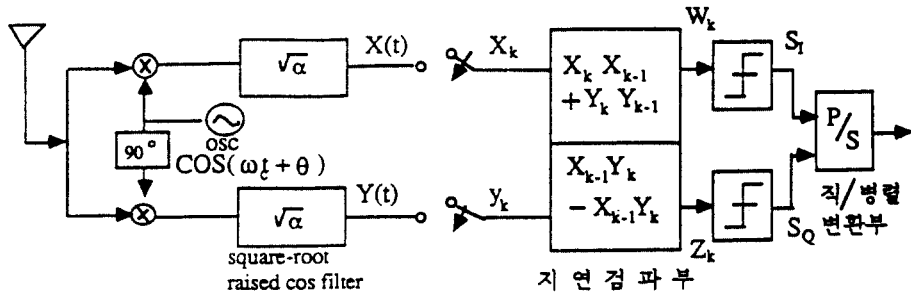 X(t)
X_k
W_k
S_I
√α
X_k X_{k-1}
+ Y_k Y_{k-1}
OSC
90°
COS(ω_c t + θ)
P/S
X_{k-1}Y_k
- X_{k-1}Y_k
Y(t)
y_k
√α
Z_k
S_Q
직/병렬
변환부
square-root
raised cos filter
지연검파부